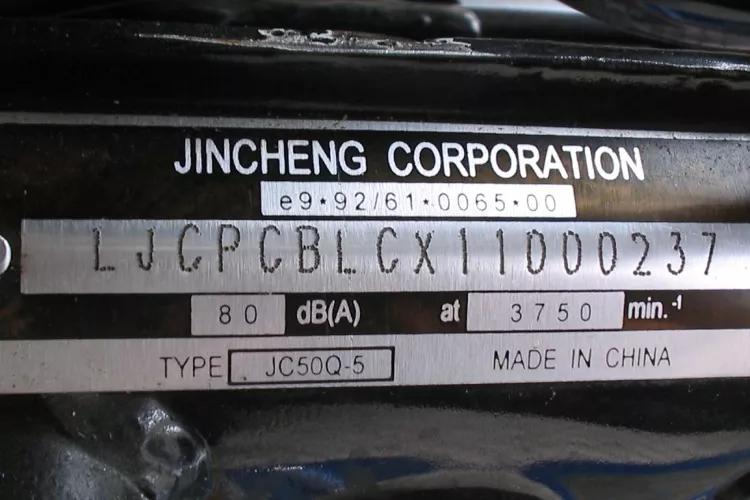 JINCHENG CORPORATION
e9*92/61*0065*00
LJCPCBLCX11000237
80 dB(A) at 3750 min.-1
TYPE JC50Q-5 MADE IN CHINA